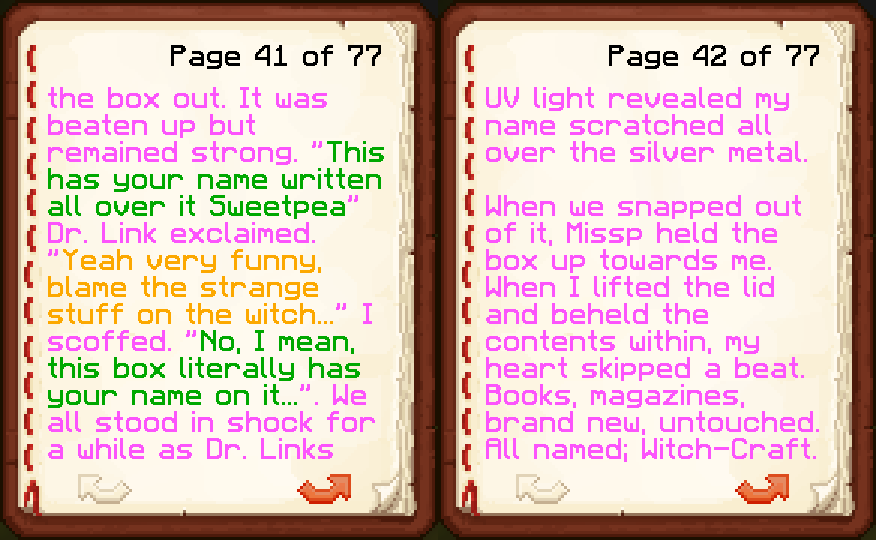 Page 41 of 77
the box out. It was
beaten up but
remained strong. "This
has your name written
all over it Sweetpea"
Dr. Link exclaimed.
"Yeah very funny,
blame the strange
stuff on the witch..." I
scoffed. "No, I mean,
this box literally has
your name on it...". We
all stood in shock for
a while as Dr. Links
Page 42 of 77
UV light revealed my
name scratched all
over the silver metal.
When we snapped out
of it, Missp held the
box up towards me.
When I lifted the lid
and beheld the
contents within, my
heart skipped a beat.
Books, magazines,
brand new, untouched.
All named; Witch-Craft.